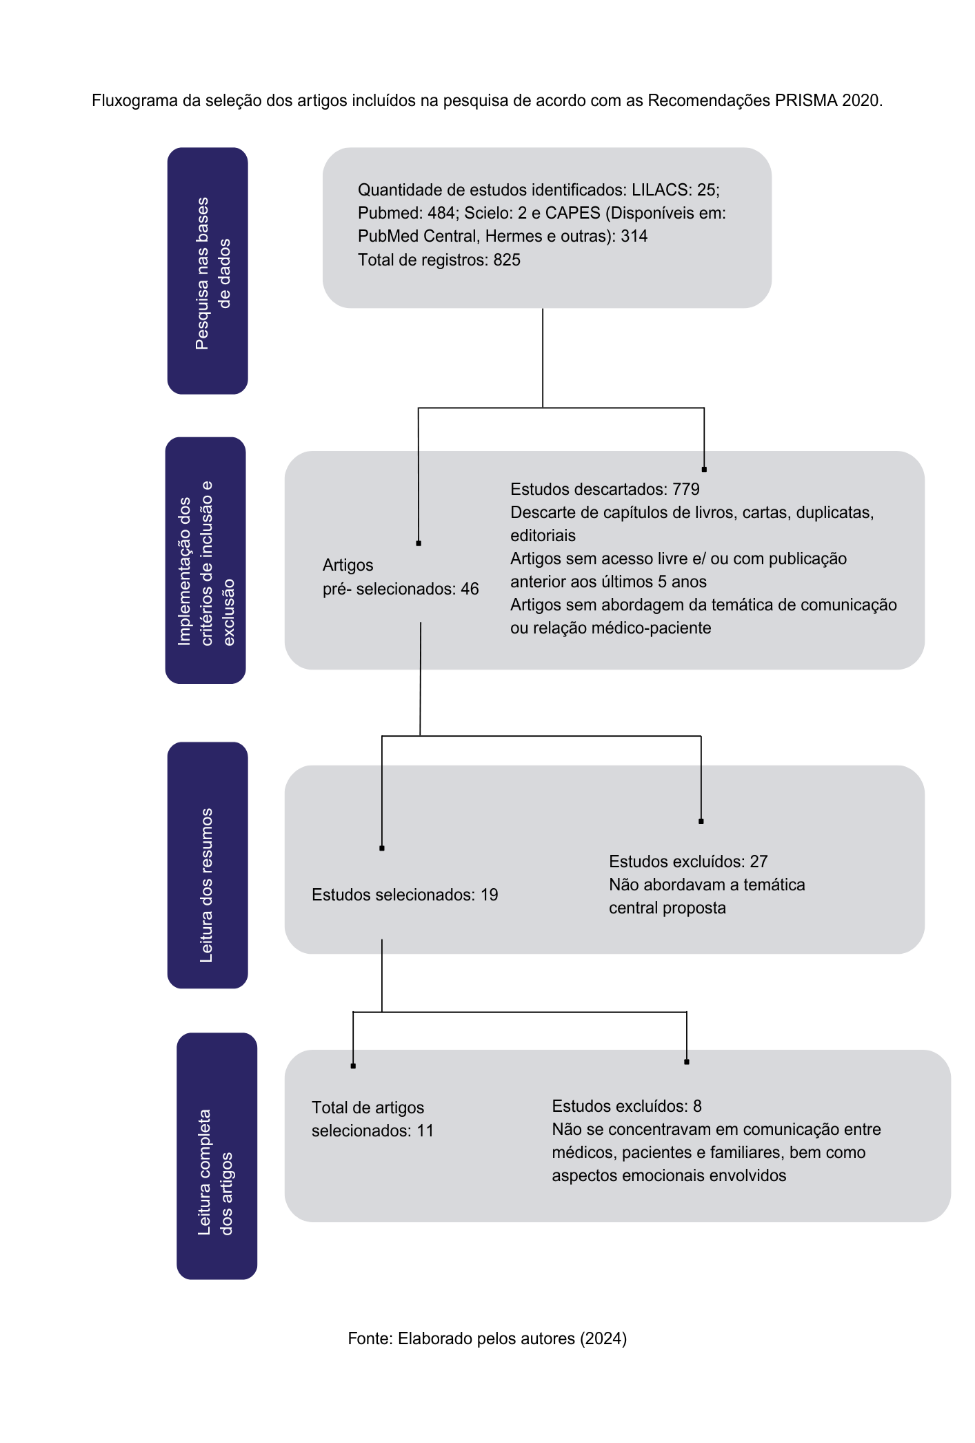 Fluxograma da seleção dos artigos incluídos na pesquisa de acordo com as Recomendações PRISMA 2020.
Pesquisa nas bases
de dados
Quantidade de estudos identificados: LILACS: 25;
Pubmed: 484; Scielo: 2 e CAPES (Disponíveis em:
PubMed Central, Hermes e outras): 314
Total de registros: 825
Implementação dos
critérios de inclusão e
exclusão
Artigos
pré- selecionados: 46
Estudos descartados: 779
Descarte de capítulos de livros, cartas, duplicatas,
editoriais
Artigos sem acesso livre e/ ou com publicação
anterior aos últimos 5 anos
Artigos sem abordagem da temática de comunicação
ou relação médico-paciente
Leitura dos resumos
Estudos selecionados: 19
Estudos excluídos: 27
Não abordavam a temática
central proposta
Leitura completa
dos artigos
Total de artigos
selecionados: 11
Estudos excluídos: 8
Não se concentravam em comunicação entre
médicos, pacientes e familiares, bem como
aspectos emocionais envolvidos
Fonte: Elaborado pelos autores (2024)